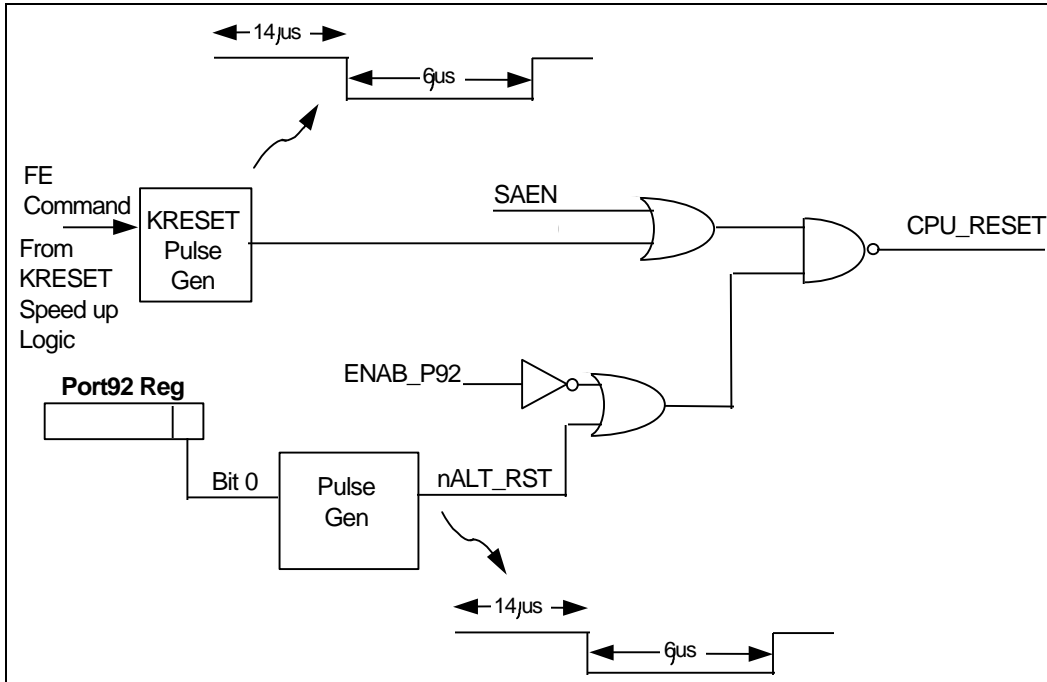 14µs
6µs
FE
Command
From
KRESET
Speed up
Logic
KRESET
Pulse
Gen
SAEN
CPU_RESET
ENAB_P92
Port92 Reg
Bit 0
Pulse
Gen
nALT_RST
14µs
6µs